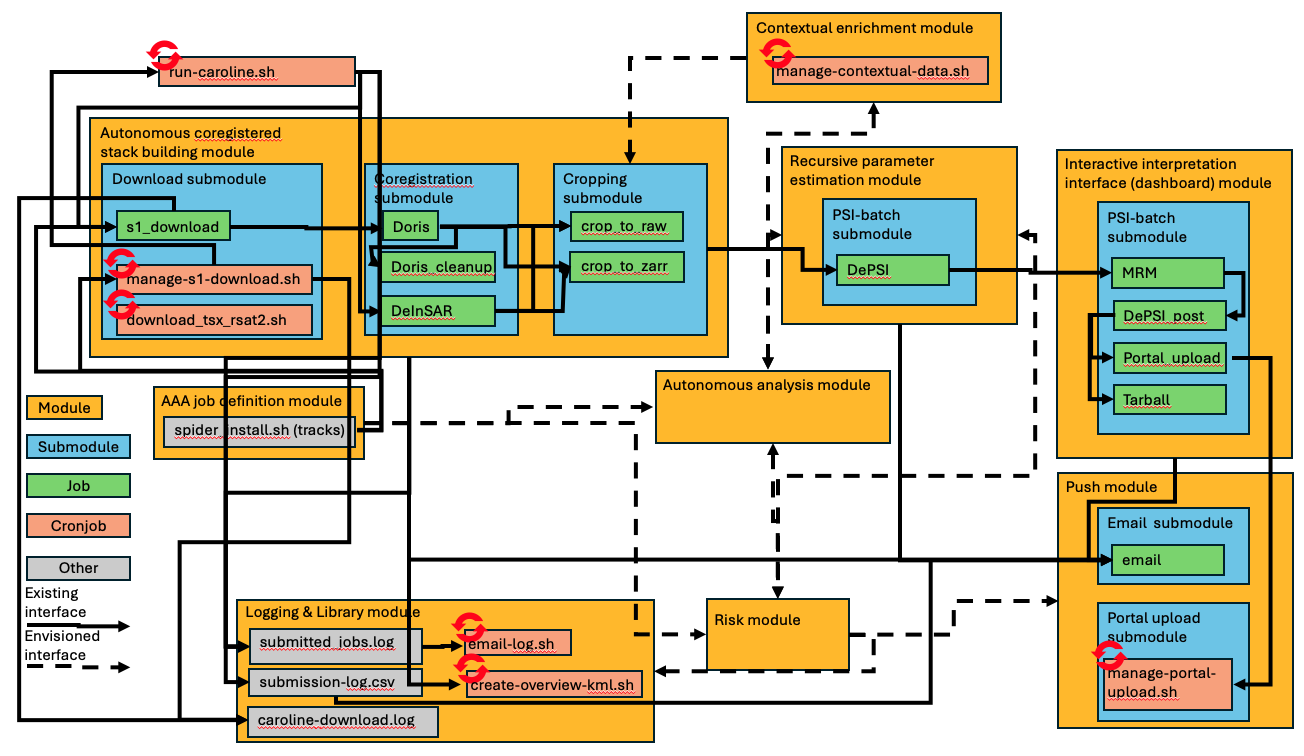 Contextual enrichment module
manage-contextual-data.sh
run-caroline.sh
Autonomous coregistered
stack building module
Download submodule
s1_download
manage-s1-download.sh
download_tsx_rsat2.sh
Coregistration
submodule
Doris
Doris_cleanup
DeInSAR
Cropping
submodule
crop_to_raw
crop_to_zarr
Recursive parameter
estimation module
PSI-batch
submodule
DePSI
Interactive interpretation
interface (dashboard) module
PSI-batch
submodule
MRM
DePSI_post
Portal_upload
Tarball
AAA job definition module
spider_install.sh (tracks)
Autonomous analysis module
Module
Submodule
Job
Cronjob
Other
Existing
interface
Envisioned
interface
Logging & Library module
submitted_jobs.log
email-log.sh
submission-log.csv
create-overview-kml.sh
caroline-download.log
Risk module
Push module
Email  submodule
email
Portal upload
submodule
manage-portal-
upload.sh